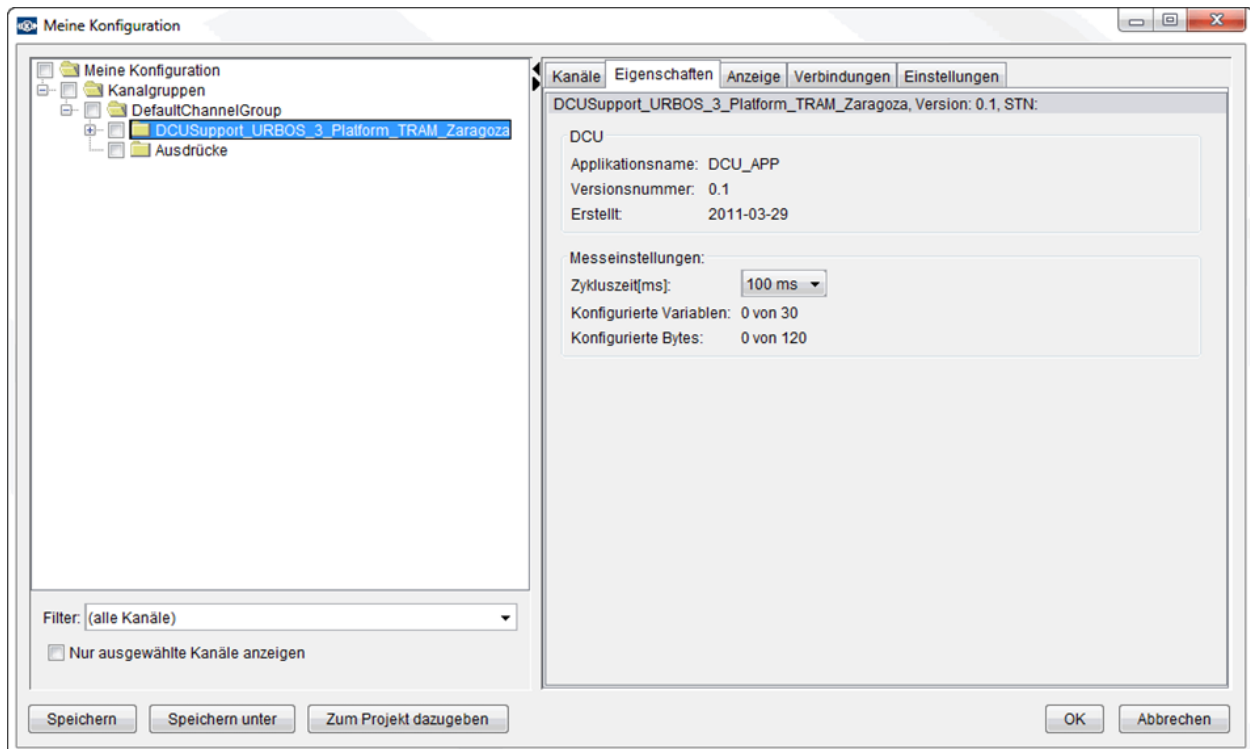 Meine Konfiguration
Meine Konfiguration
Kanalgruppen
DefaultChannelGroup
DCUSupport_URBOS_3_Platform_TRAM_Zaragoza
Ausdrücke
Filter: (alle Kanäle)
Nur ausgewählte Kanäle anzeigen
Kanäle Eigenschaften Anzeige Verbindungen Einstellungen
DCUSupport_URBOS_3_Platform_TRAM_Zaragoza, Version: 0.1, STN:
DCU
Applikationsname: DCU_APP
Versionsnummer: 0.1
Erstellt: 2011-03-29
Messeinstellungen:
Zykluszeit[ms]: 100 ms
Konfigurierte Variablen: 0 von 30
Konfigurierte Bytes: 0 von 120
Speichern Speichern unter Zum Projekt dazugeben OK Abbrechen